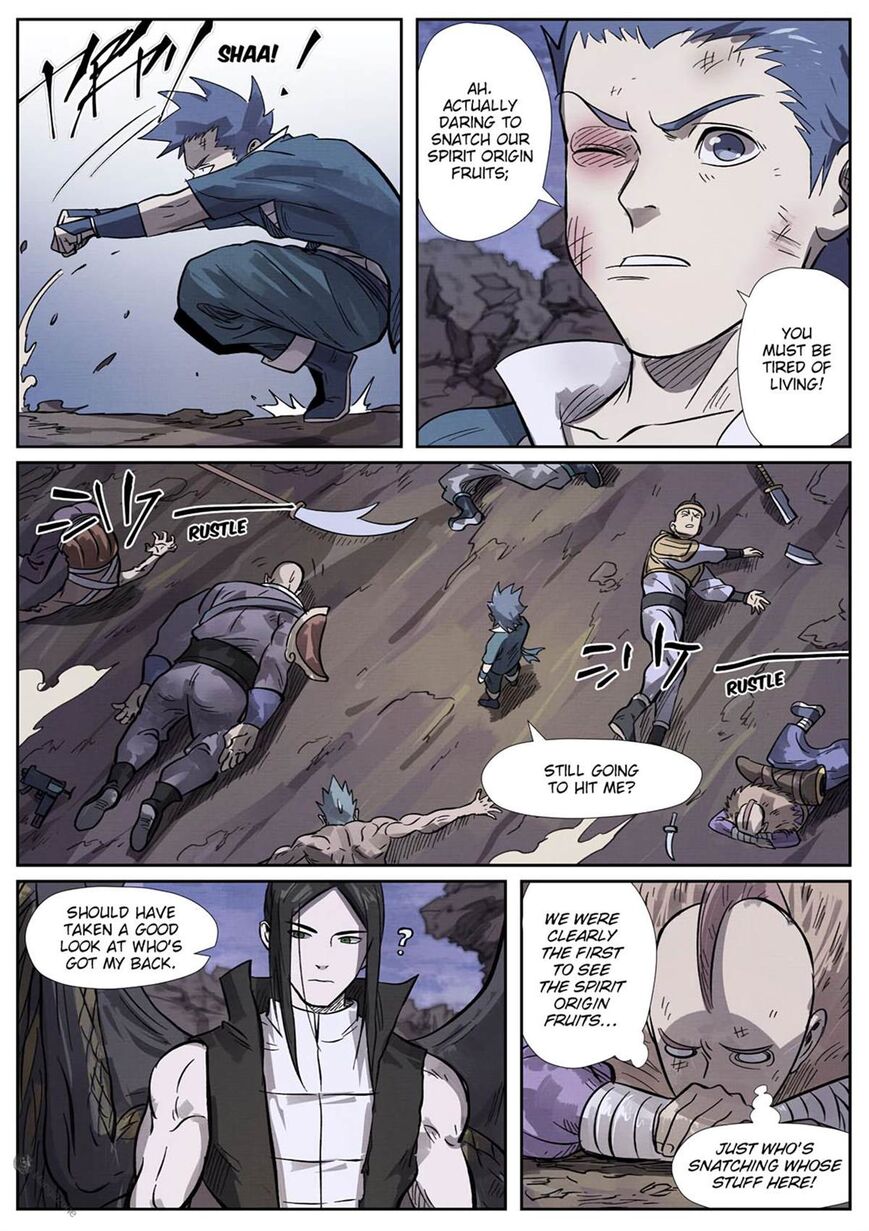 SHAA!
AH.
ACTUALLY
DARING TO
SNATCH OUR
SPIRIT ORIGIN
FRUITS;
YOU
MUST BE
TIRED OF
LIVING!
RUSTLE
RUSTLE
STILL GOING
TO HIT ME?
SHOULD HAVE
TAKEN A GOOD
LOOK AT WHO'S
GOT MY BACK.
?
WE WERE
CLEARLY
THE FIRST
TO SEE
THE SPIRIT
ORIGIN
FRUITS...
JUST WHO'S
SNATCHING WHOSE
STUFF HERE!